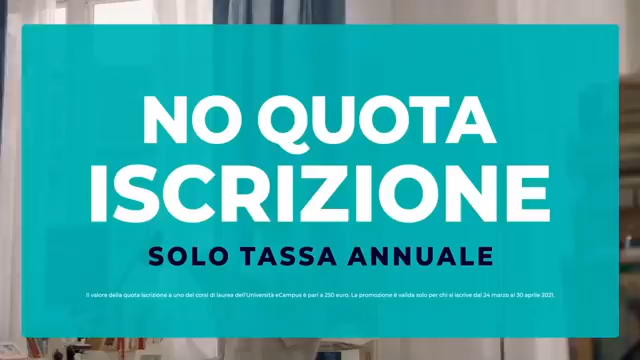 NO QUOTA
ISCRIZIONE
SOLO TASSA ANNUALE
Il valore della quota iscrizione a uno dei corsi di laurea dell'Università eCampus è pari a 250 euro. La promozione è valida solo per chi si iscrive dal 24 marzo al 30 aprile 2021.